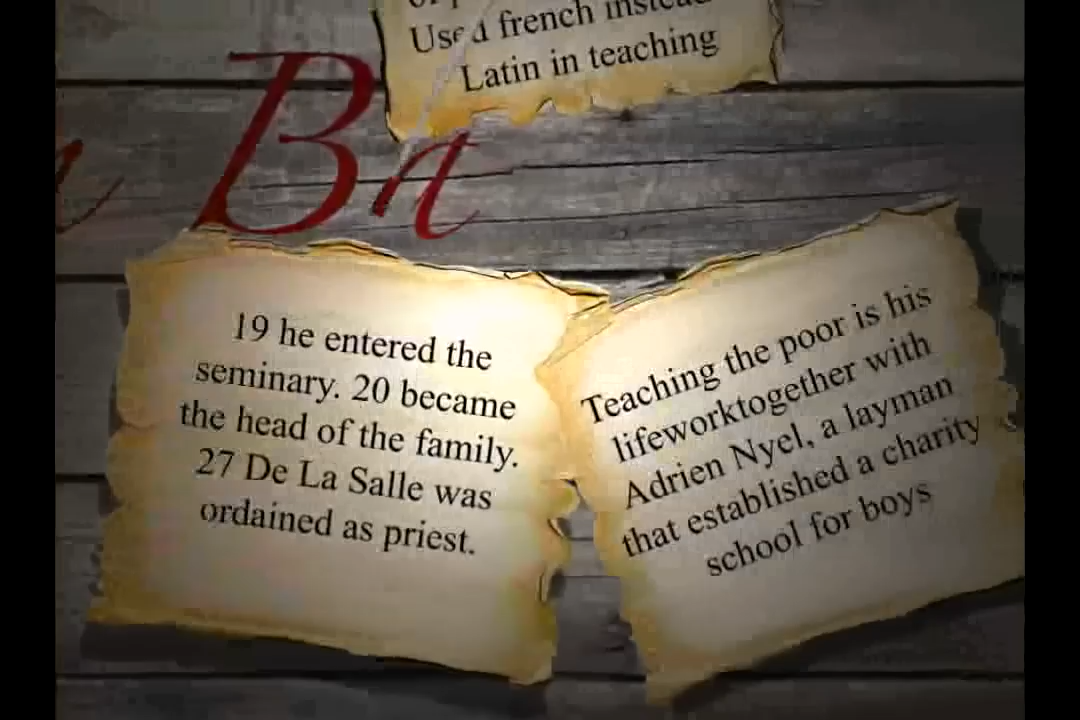 Used french instead
Latin in teaching
Ba
19 he entered the
seminary. 20 became
the head of the family.
27 De La Salle was
ordained as priest.
Teaching the poor is his
lifeworktogether with
Adrien Nyel, a layman
that established a charity
school for boys